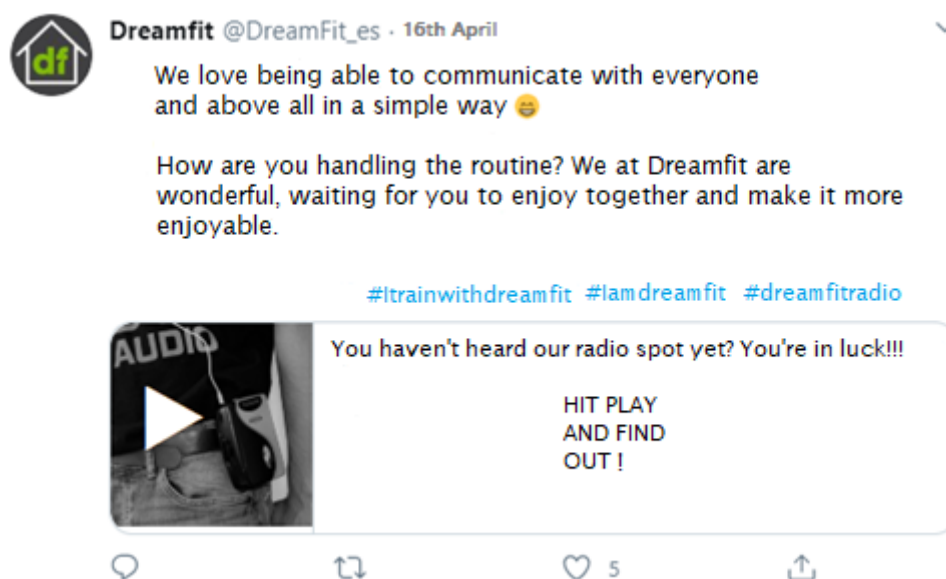 df
Dreamfit @DreamFit_es · 16th April
We love being able to communicate with everyone
and above all in a simple way 😄
How are you handling the routine? We at Dreamfit are
wonderful, waiting for you to enjoy together and make it more
enjoyable.
#Itrainwithdreamfit #Iamdreamfit #dreamfitradio
AUDIO
You haven't heard our radio spot yet? You're in luck!!!
HIT PLAY
AND FIND
OUT !
5